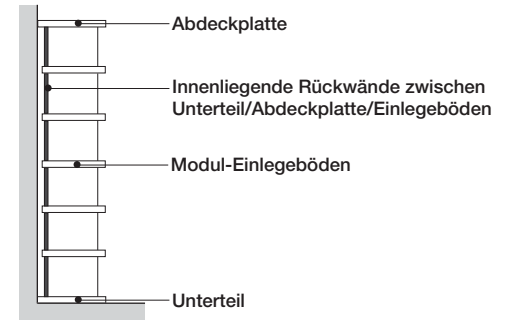 Abdeckplatte
Innenliegende Rückwände zwischen
Unterteil/Abdeckplatte/Einlegeböden
Modul-Einlegeböden
Unterteil